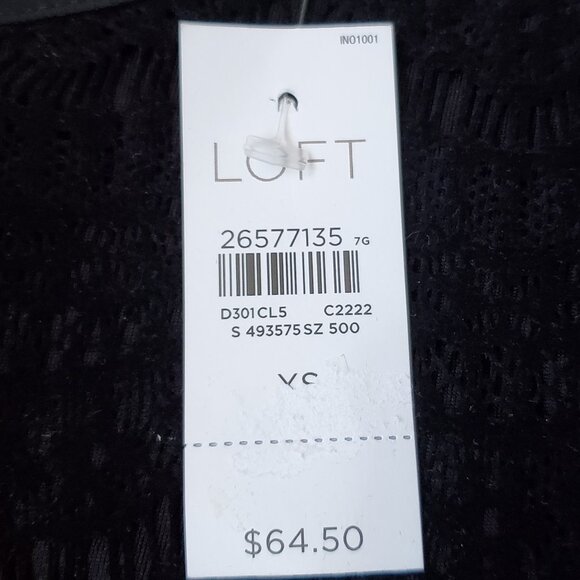 IN01001
LOFT
26577135 7G
D301CL5 C2222
S 493575 SZ 500
XS
$64.50